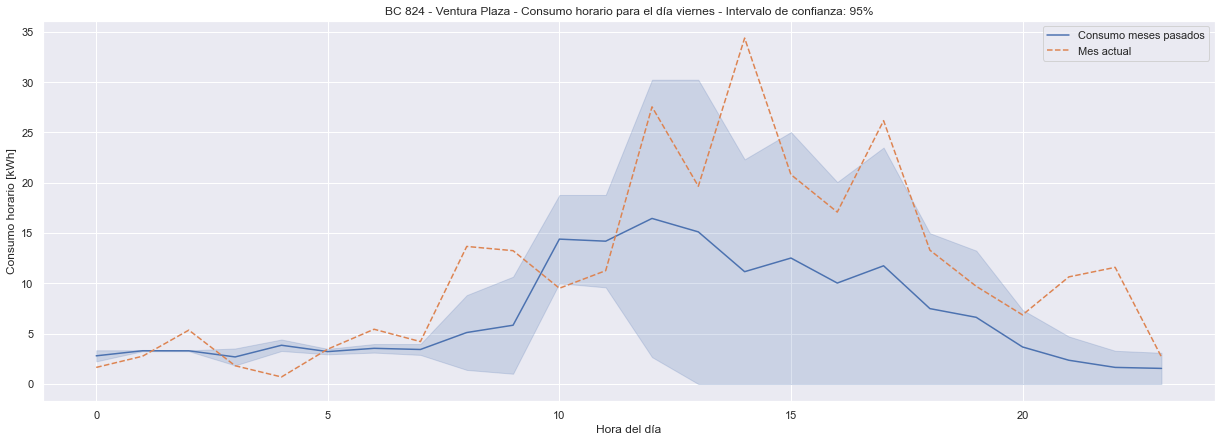 BC 824 - Ventura Plaza - Consumo horario para el día viernes - Intervalo de confianza: 95%
Consumo meses pasados
Mes actual
35
30
25
20
15
10
5
0
Consumo horario [kWh]
0
5
10
15
20
Hora del día